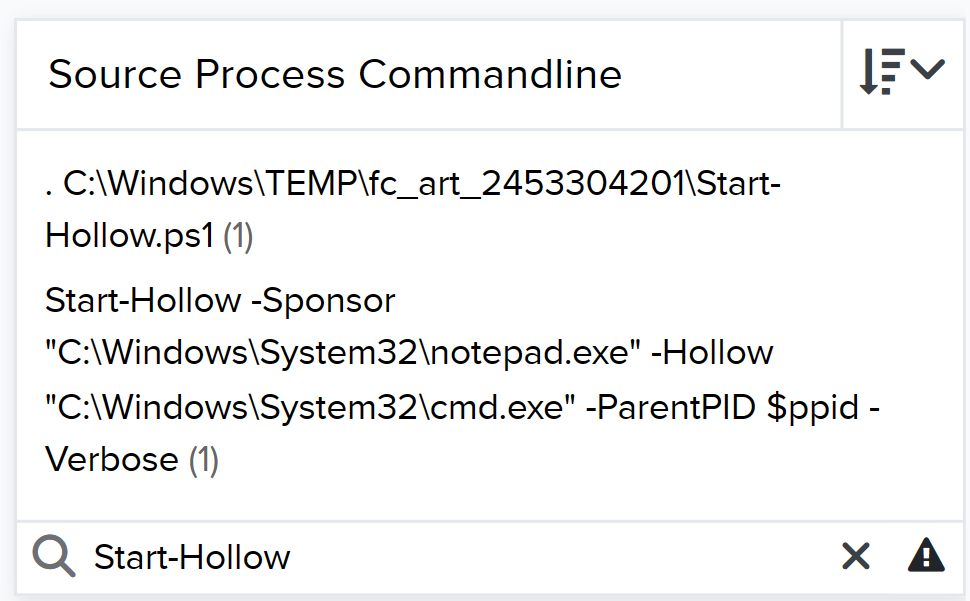 Source Process Commandline
. C:\Windows\TEMP\fc_art_2453304201\Start-
Hollow.ps1 (1)
Start-Hollow -Sponsor
"C:\Windows\System32\notepad.exe" -Hollow
"C:\Windows\System32\cmd.exe" -ParentPID $ppid -
Verbose (1)
Start-Hollow